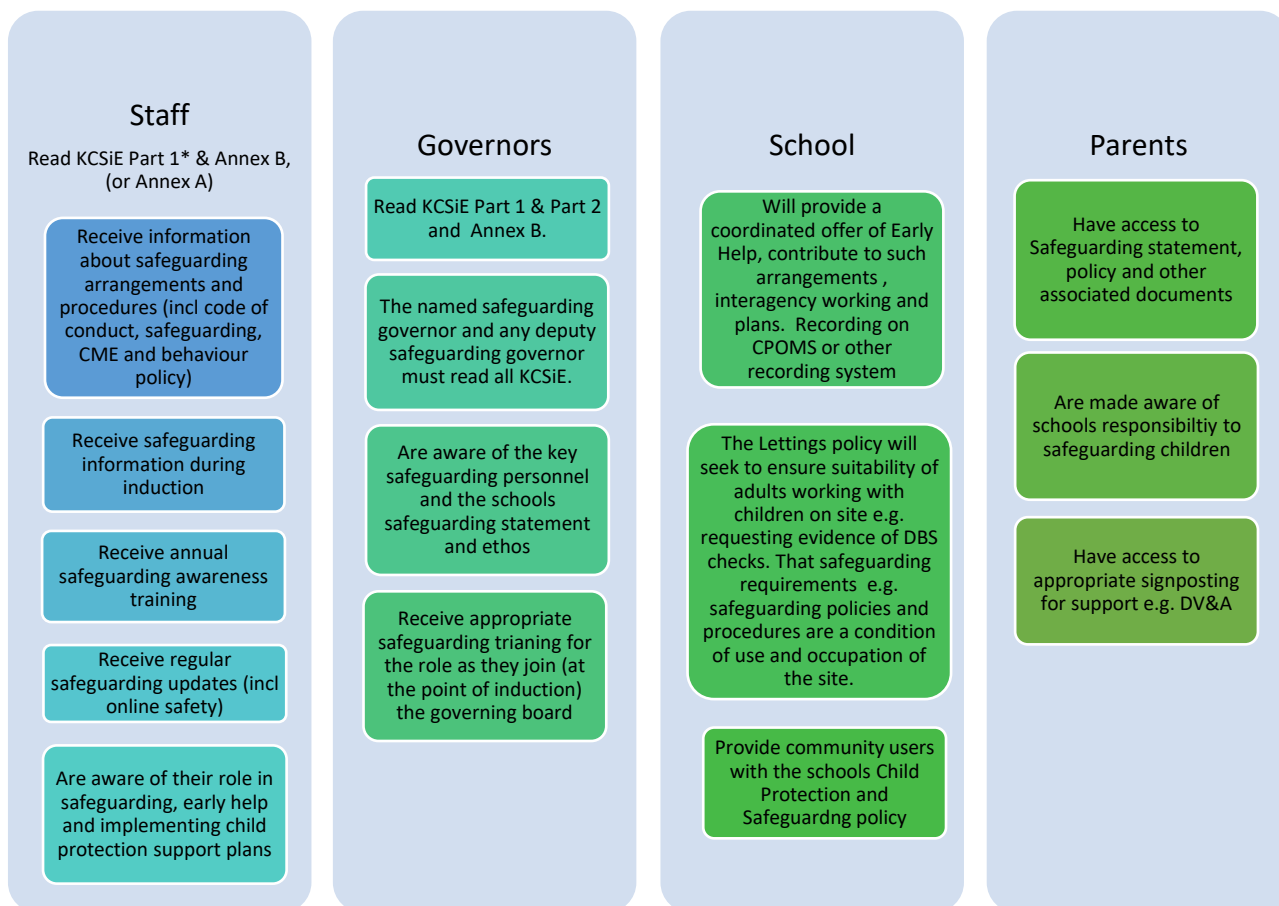 Staff
Read KCSiE Part 1* & Annex B,
(or Annex A)
Receive information
about safeguarding
arrangements and
procedures (incl code of
conduct, safeguarding,
CME and behaviour
policy)
Receive safeguarding
information during
induction
Receive annual
safeguarding awareness
training
Receive regular
safeguarding updates (incl
online safety)
Are aware of their role in
safeguarding, early help
and implementing child
protection support plans
Governors
Read KCSiE Part 1 & Part 2
and Annex B.
The named safeguarding
governor and any deputy
safeguarding governor
must read all KCSiE.
Are aware of the key
safeguarding personnel
and the schools
safeguarding statement
and ethos
Receive appropriate
safeguarding trianing for
the role as they join (at
the point of induction)
the governing board
School
Will provide a
coordinated offer of Early
Help, contribute to such
arrangements ,
interagency working and
plans. Recording on
CPOMS or other
recording system
The Lettings policy will
seek to ensure suitability of
adults working with
children on site e.g.
requesting evidence of DBS
checks. That safeguarding
requirements e.g.
safeguarding policies and
procedures are a condition
of use and occupation of
the site.
Provide community users
with the schools Child
Protection and
Safeguardng policy
Parents
Have access to
Safeguarding statement,
policy and other
associated documents
Are made aware of
schools responsibiltiy to
safeguarding children
Have access to
appropriate signposting
for support e.g. DV&A